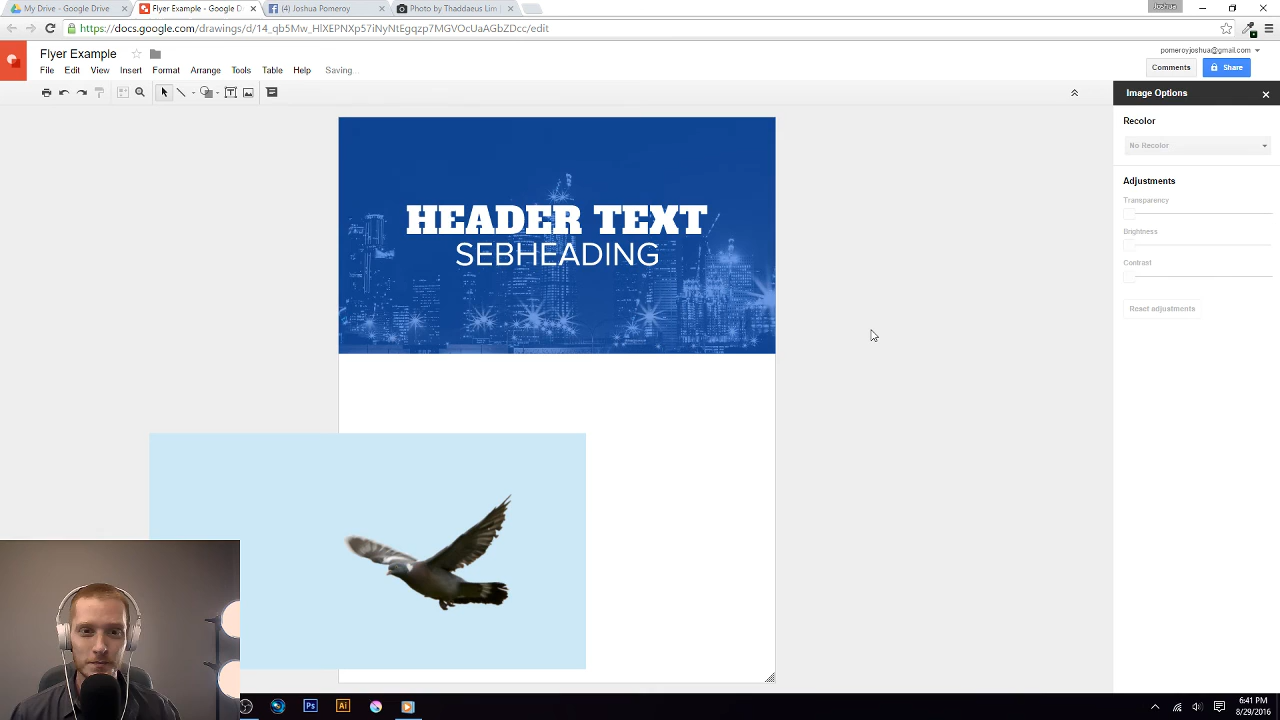 My Drive - Google Drive
Flyer Example - Google D
(4) Joshua Pomeroy
Photo by Thaddaeus Lim |
Joshua
https://docs.google.com/drawings/d/14_qb5Mw_HlXEPNXp57iNyNtEgqzp7MGVOcUaAGbZDcc/edit
Flyer Example
pomeroyjoshua@gmail.com
File Edit View Insert Format Arrange Tools Table Help Saving...
Comments
Share
Image Options
Recolor
No Recolor
Adjustments
Transparency
Brightness
Contrast
Reset adjustments
HEADER TEXT
SEBHEADING
Ps
Ai
6:41 PM
8/29/2016